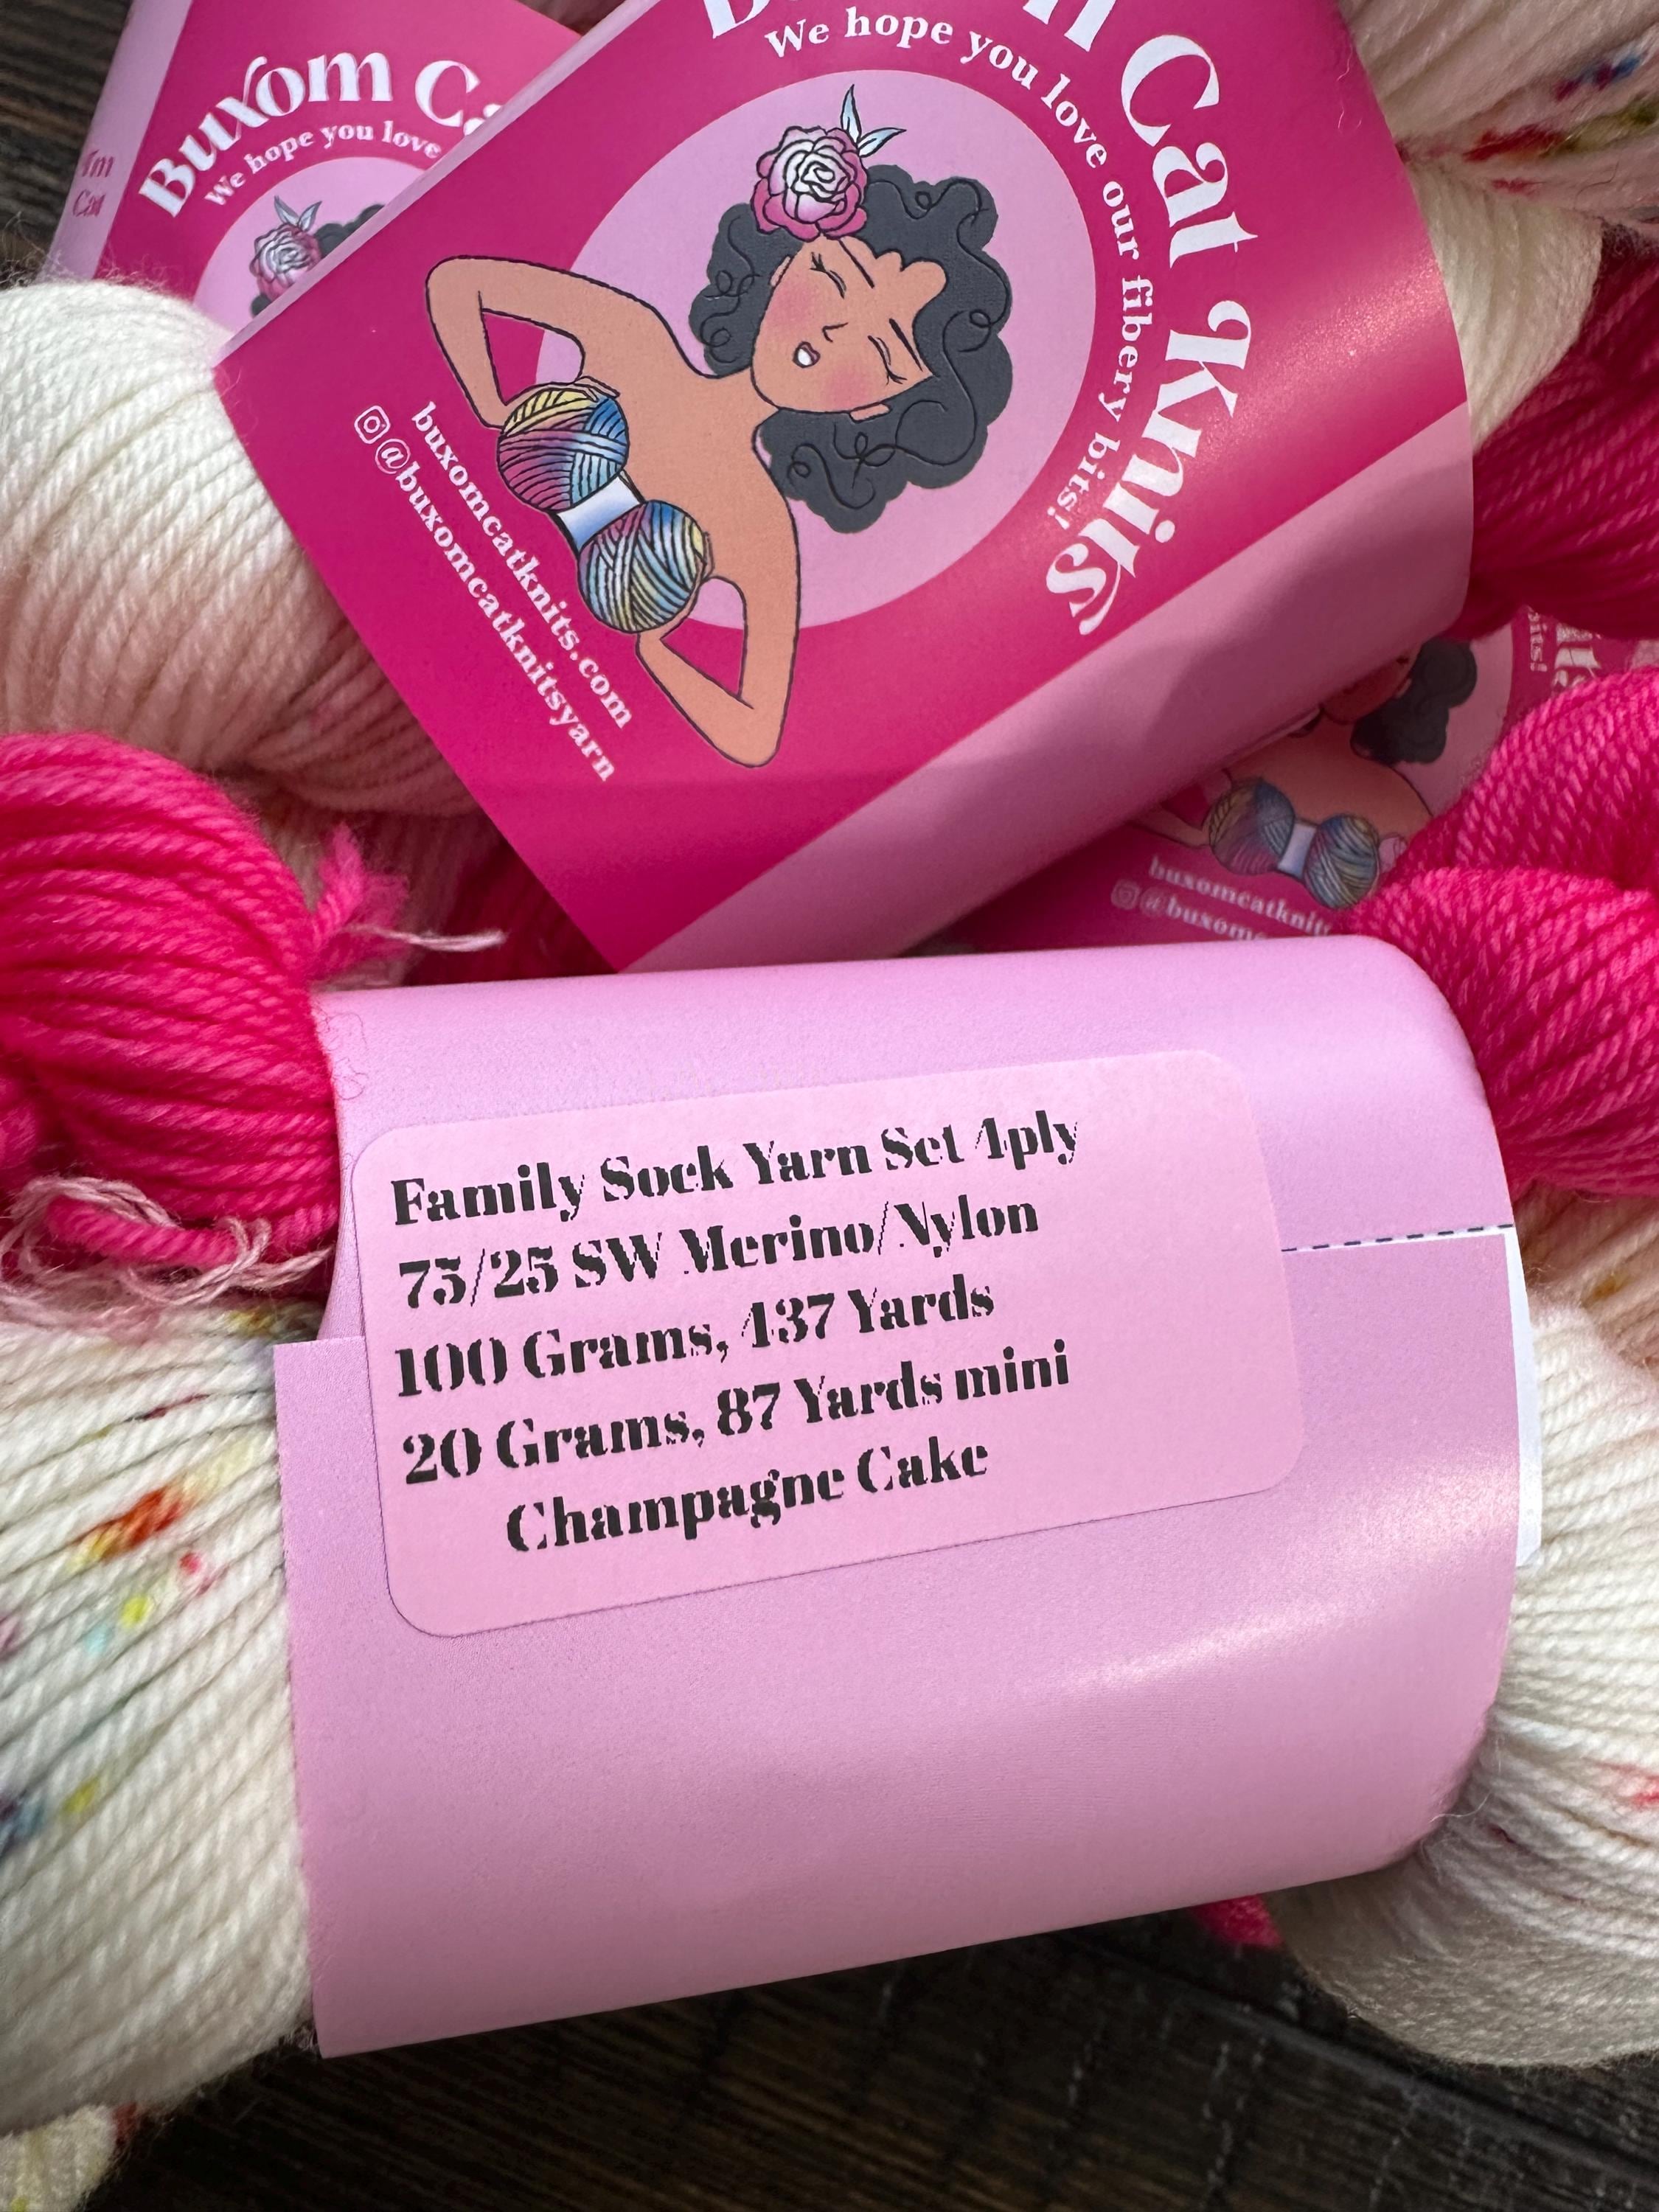 Buxom
We hope you love
Cat Knits
We hope you love our fibery bits!
buxomcatknits.com
@buxomcatknitsyarn
Family Sock Yarn Set 4ply
75/25 SW Merino/Nylon
100 Grams, 437 Yards
20 Grams, 87 Yards mini
Champagne Cake